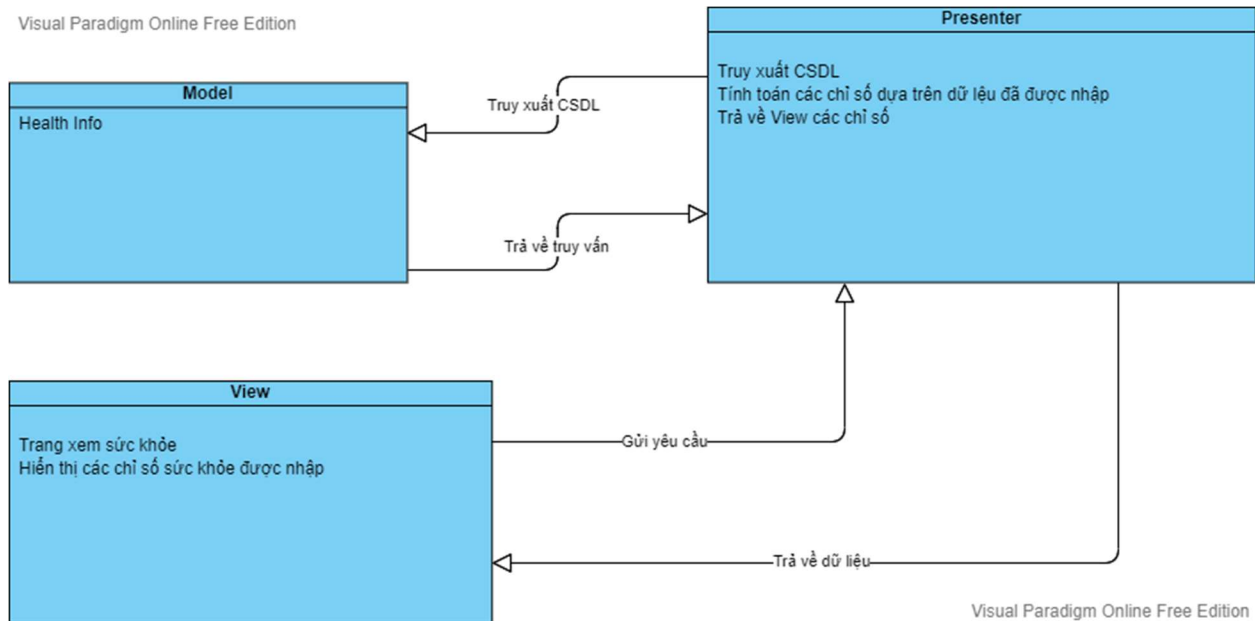 Visual Paradigm Online Free Edition
Presenter
Truy xuất CSDL
Tính toán các chỉ số dựa trên dữ liệu đã được nhập
Trả về View các chỉ số
Model
Health Info
Truy xuất CSDL
Trả về truy vấn
View
Trang xem sức khỏe
Hiển thị các chỉ số sức khỏe được nhập
Gửi yêu cầu
Trả về dữ liệu
Visual Paradigm Online Free Edition